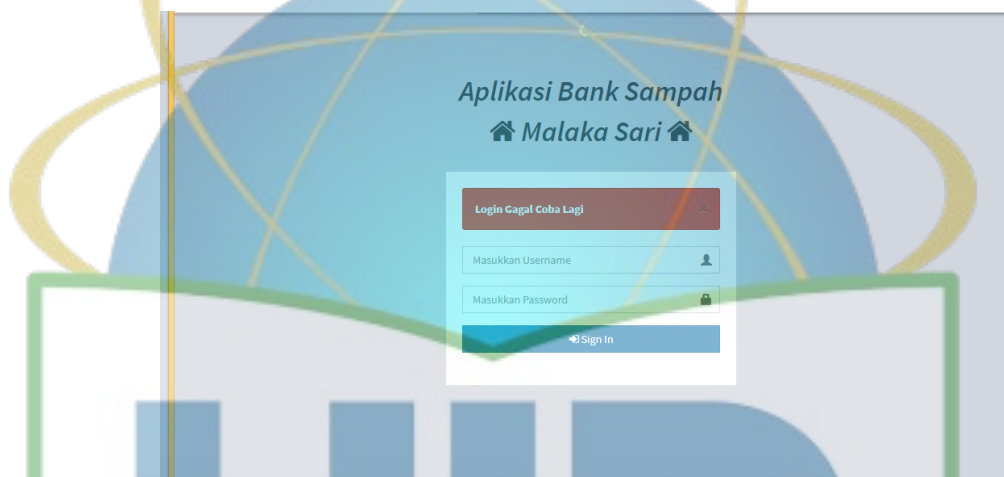 Aplikasi Bank Sampah
Malaka Sari
Login Gagal Coba Lagi ×
Masukkan Username
Masukkan Password
Sign In